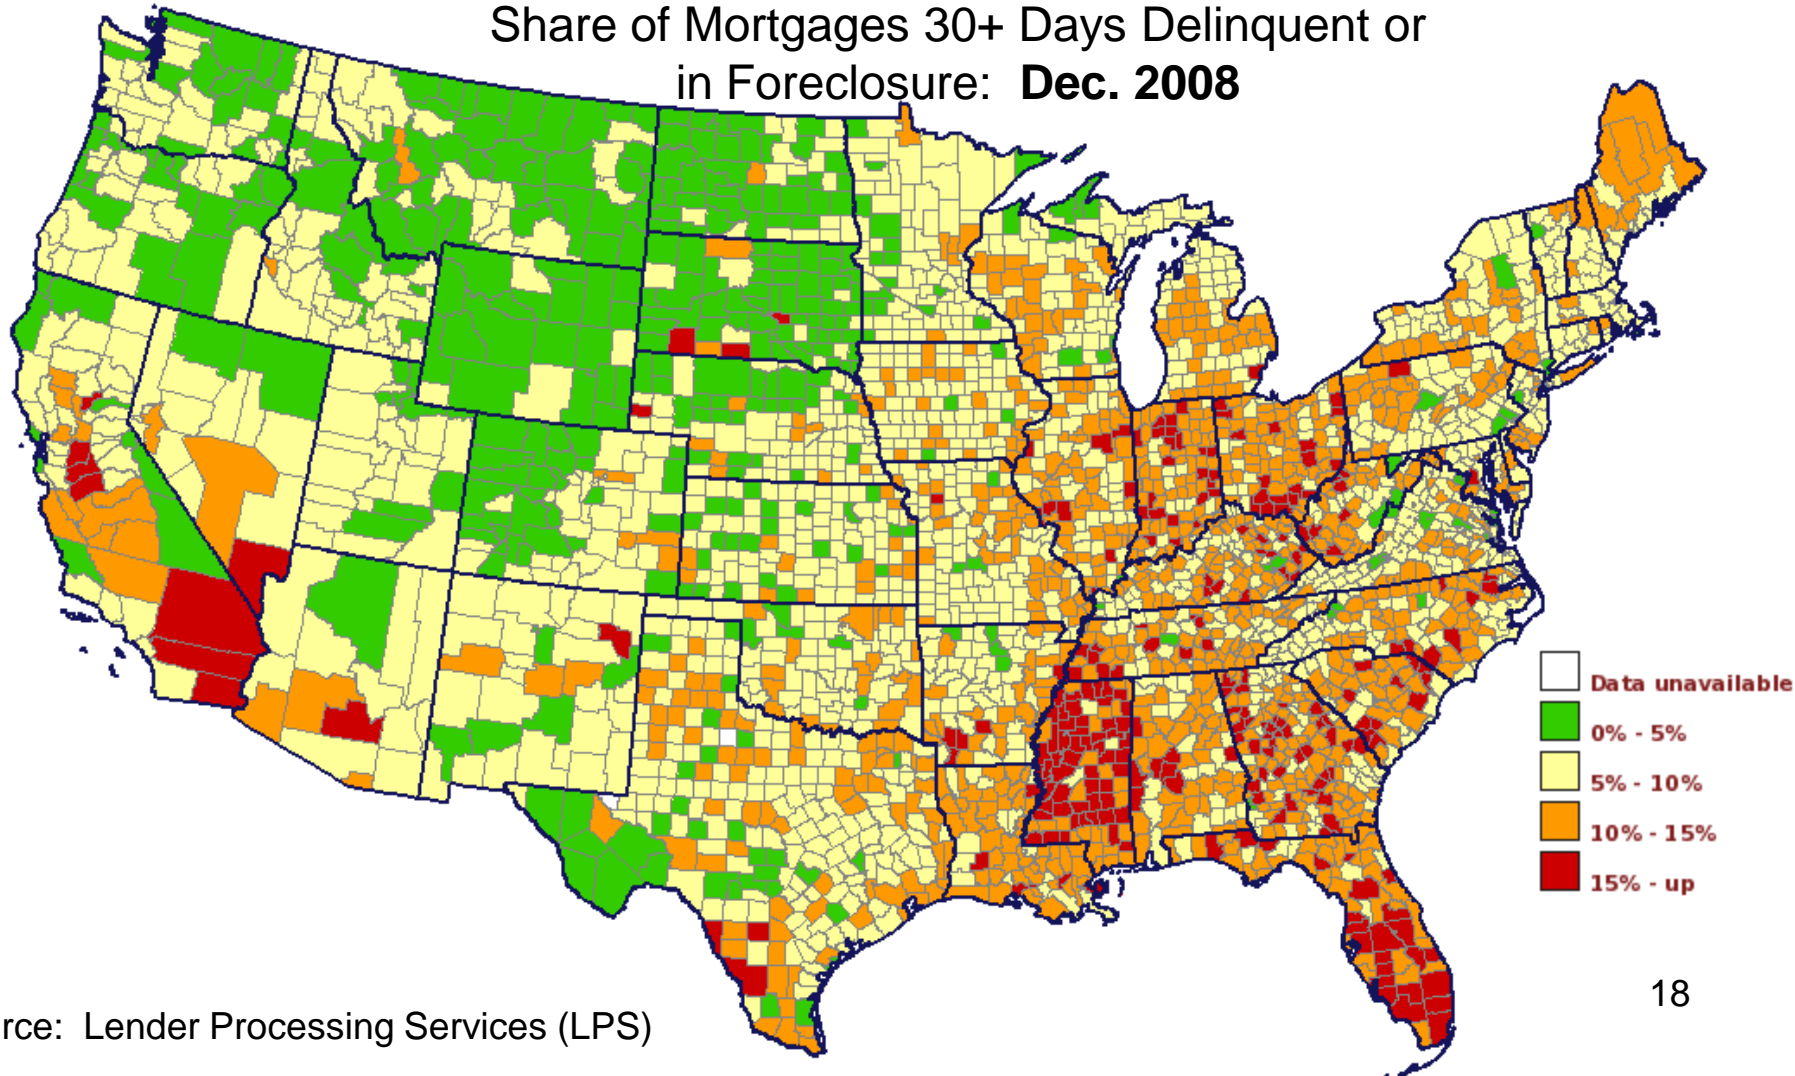 Share of Mortgages 30+ Days Delinquent or
in Foreclosure: Dec. 2008
Data unavailable
0% - 5%
5% - 10%
10% - 15%
15% - up
18
rce: Lender Processing Services (LPS)